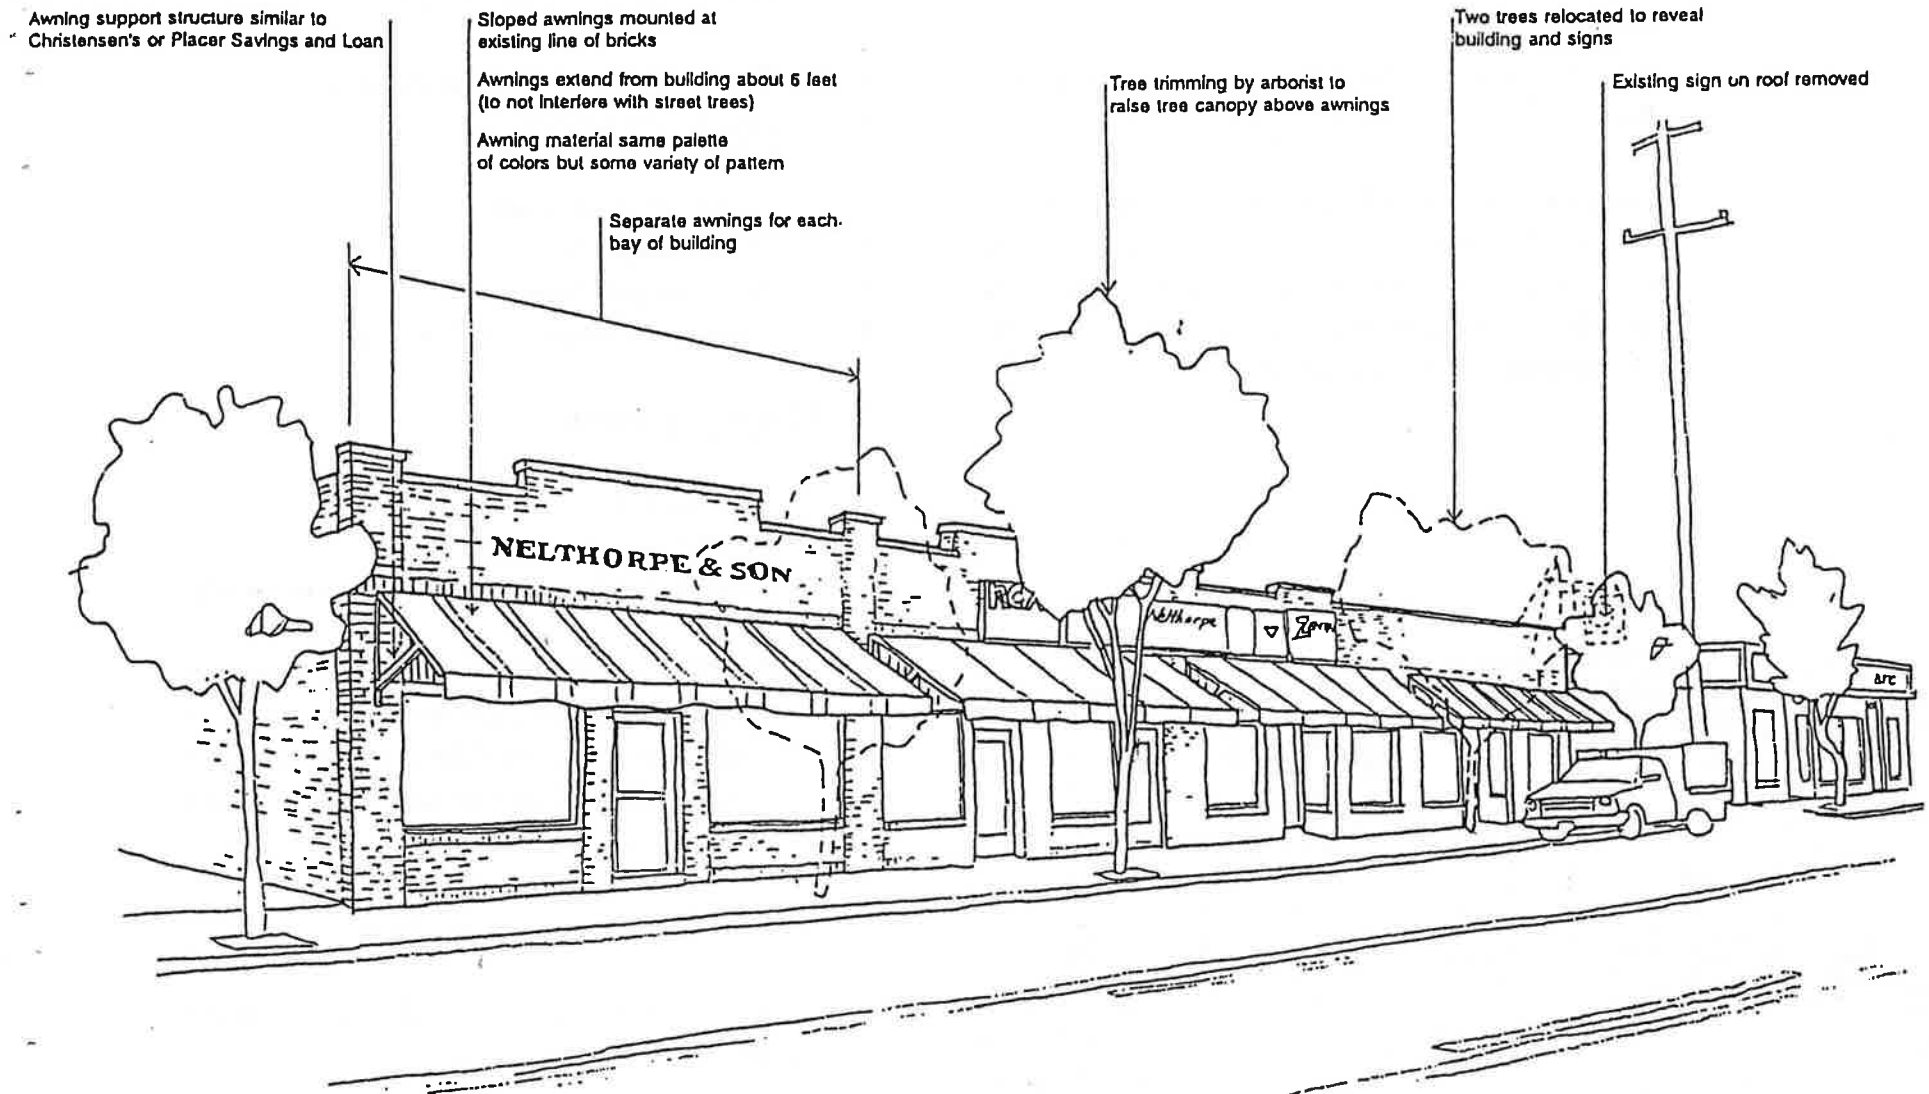 Awning support structure similar to
Christensen's or Placer Savings and Loan
Sloped awnings mounted at
existing line of bricks
Awnings extend from building about 6 feet
(to not interfere with street trees)
Awning material same palette
of colors but some variety of pattern
Separate awnings for each
bay of building
Tree trimming by arborist to
raise tree canopy above awnings
Two trees relocated to reveal
building and signs
Existing sign on roof removed
NELTHORPE & SON
RCA
Nelthorpe